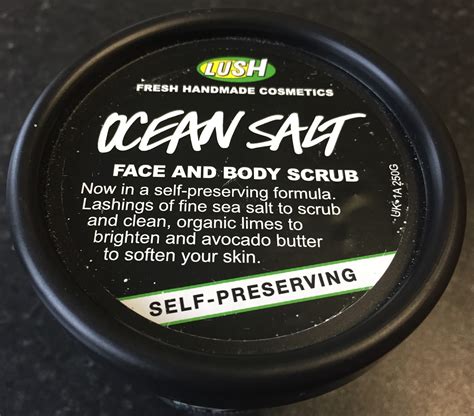 LUSH
FRESH HANDMADE COSMETICS
OCEAN SALT
FACE AND BODY SCRUB
Now in a self-preserving formula.
Lashings of fine sea salt to scrub
and clean, organic limes to
brighten and avocado butter
to soften your skin.
SELF-PRESERVING
UK-1A 250G